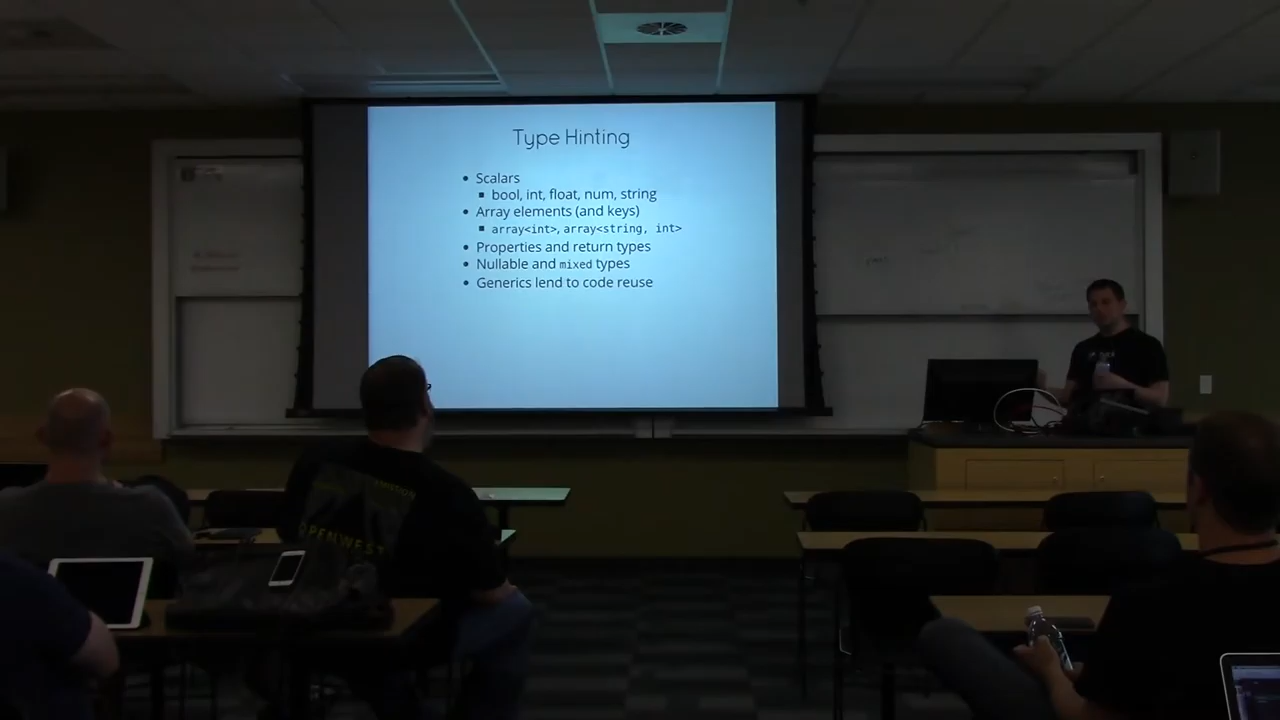 Type Hinting
• Scalars
▪ bool, int, float, num, string
• Array elements (and keys)
▪ array<int>, array<string, int>
• Properties and return types
• Nullable and mixed types
• Generics lend to code reuse
OPENWEST